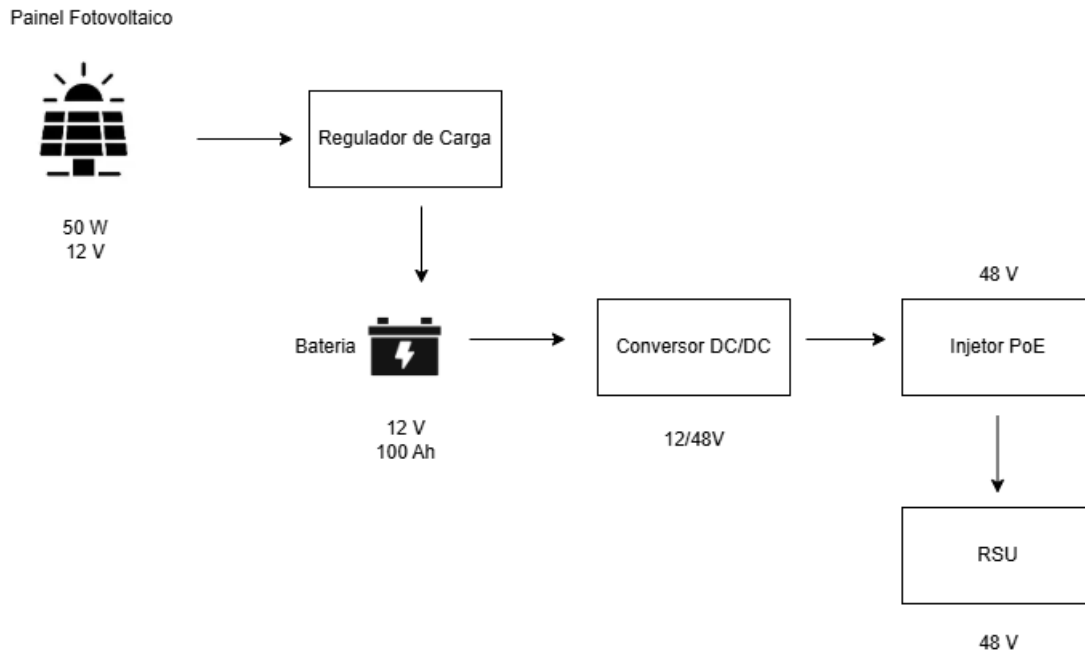 Painel Fotovoltaico
Regulador de Carga
50 W
12 V
48 V
Bateria
Conversor DC/DC
Injetor PoE
12 V
100 Ah
12/48V
RSU
48 V